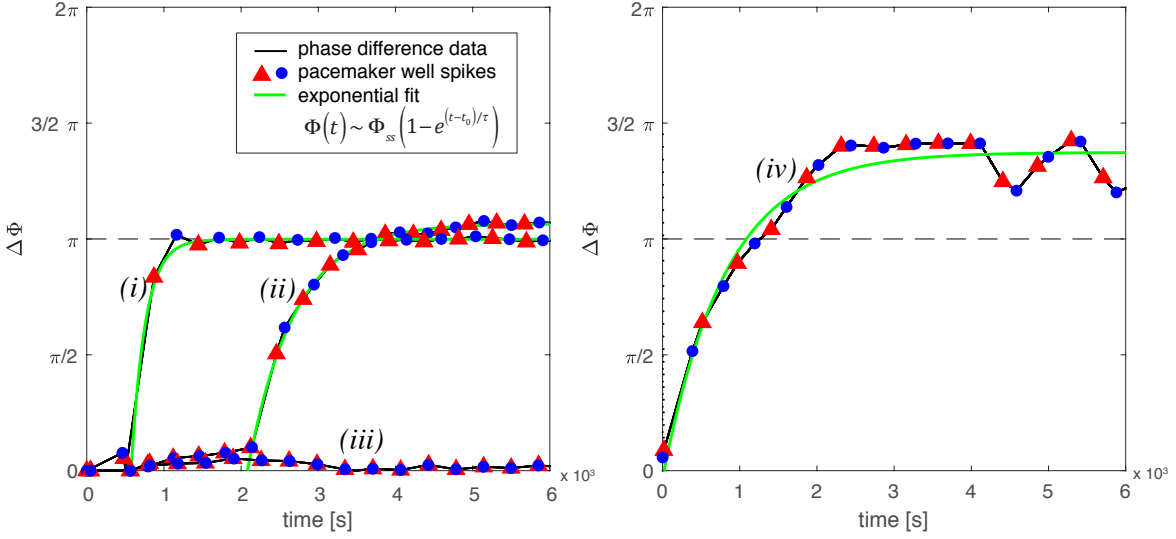 2π
3/2 π
π
π/2
0
ΔΦ
phase difference data
pacemaker well spikes
exponential fit
Φ(t) ~ Φ_ss(1−e^((t−t_0)/τ))
(i)
(ii)
(iii)
0 1 2 3 4 5 6
x 10³
time [s]
2π
3/2 π
π
π/2
0
ΔΦ
(iv)
0 1 2 3 4 5 6
x 10³
time [s]